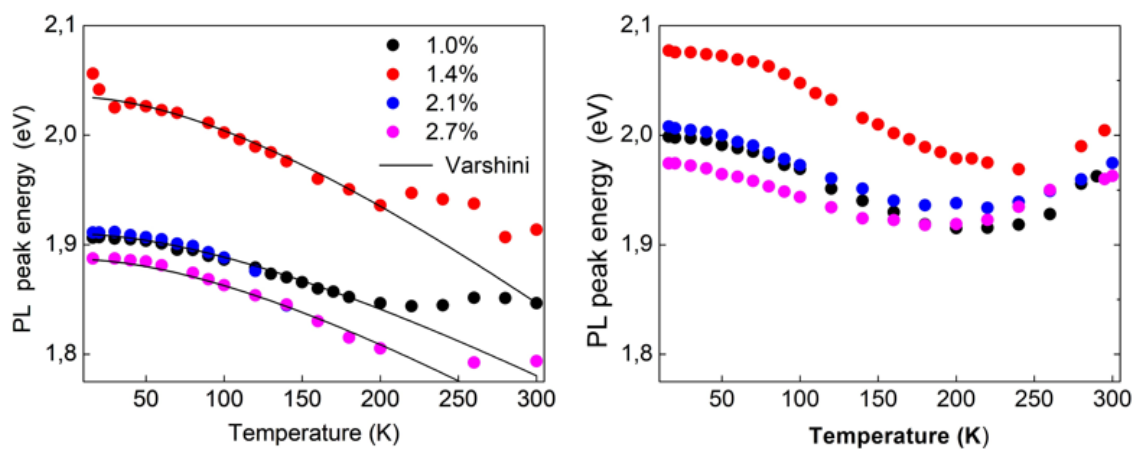 2,1
2,0
1,9
1,8
PL peak energy (eV)
1.0%
1.4%
2.1%
2.7%
Varshini
50 100 150 200 250 300
Temperature (K)
2,1
2,0
1,9
1,8
PL peak energy (eV)
50 100 150 200 250 300
Temperature (K)